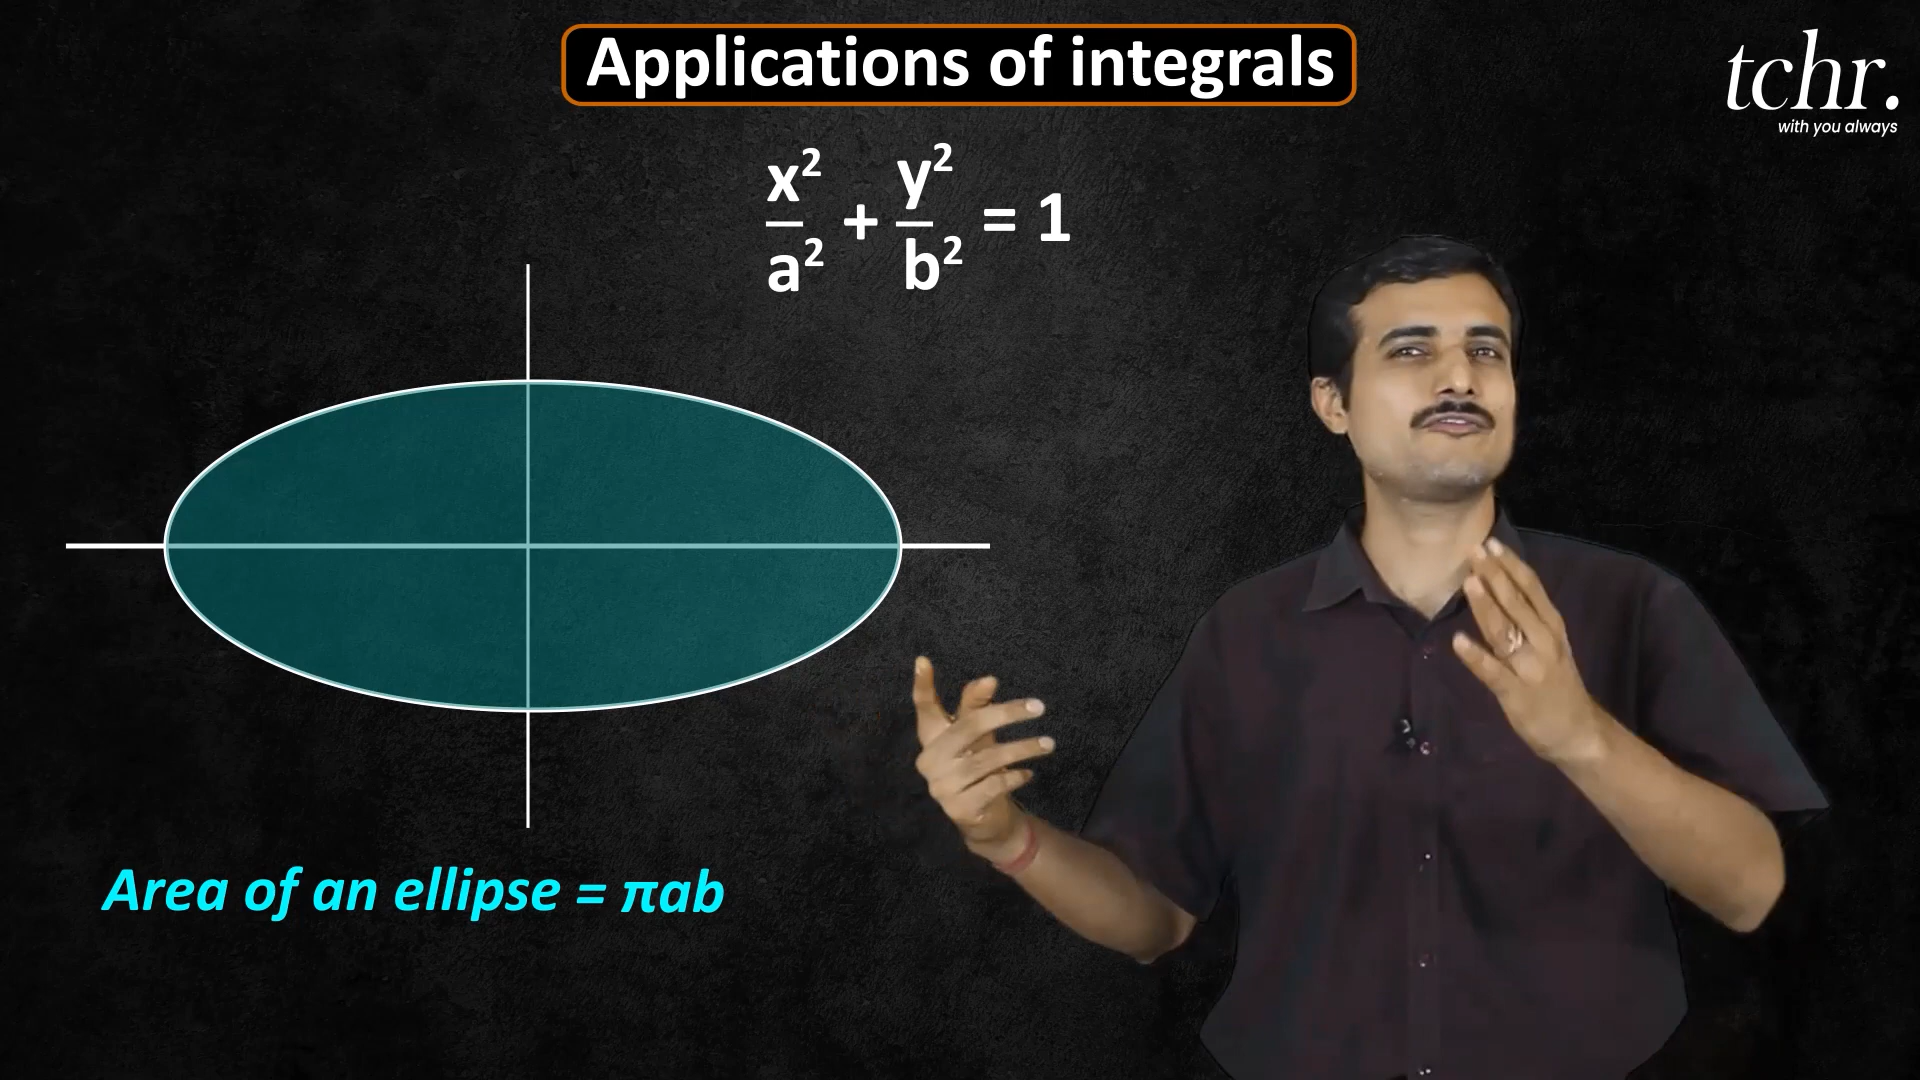 Applications of integrals
tchr.
with you always
x²/a² + y²/b² = 1
Area of an ellipse = πab